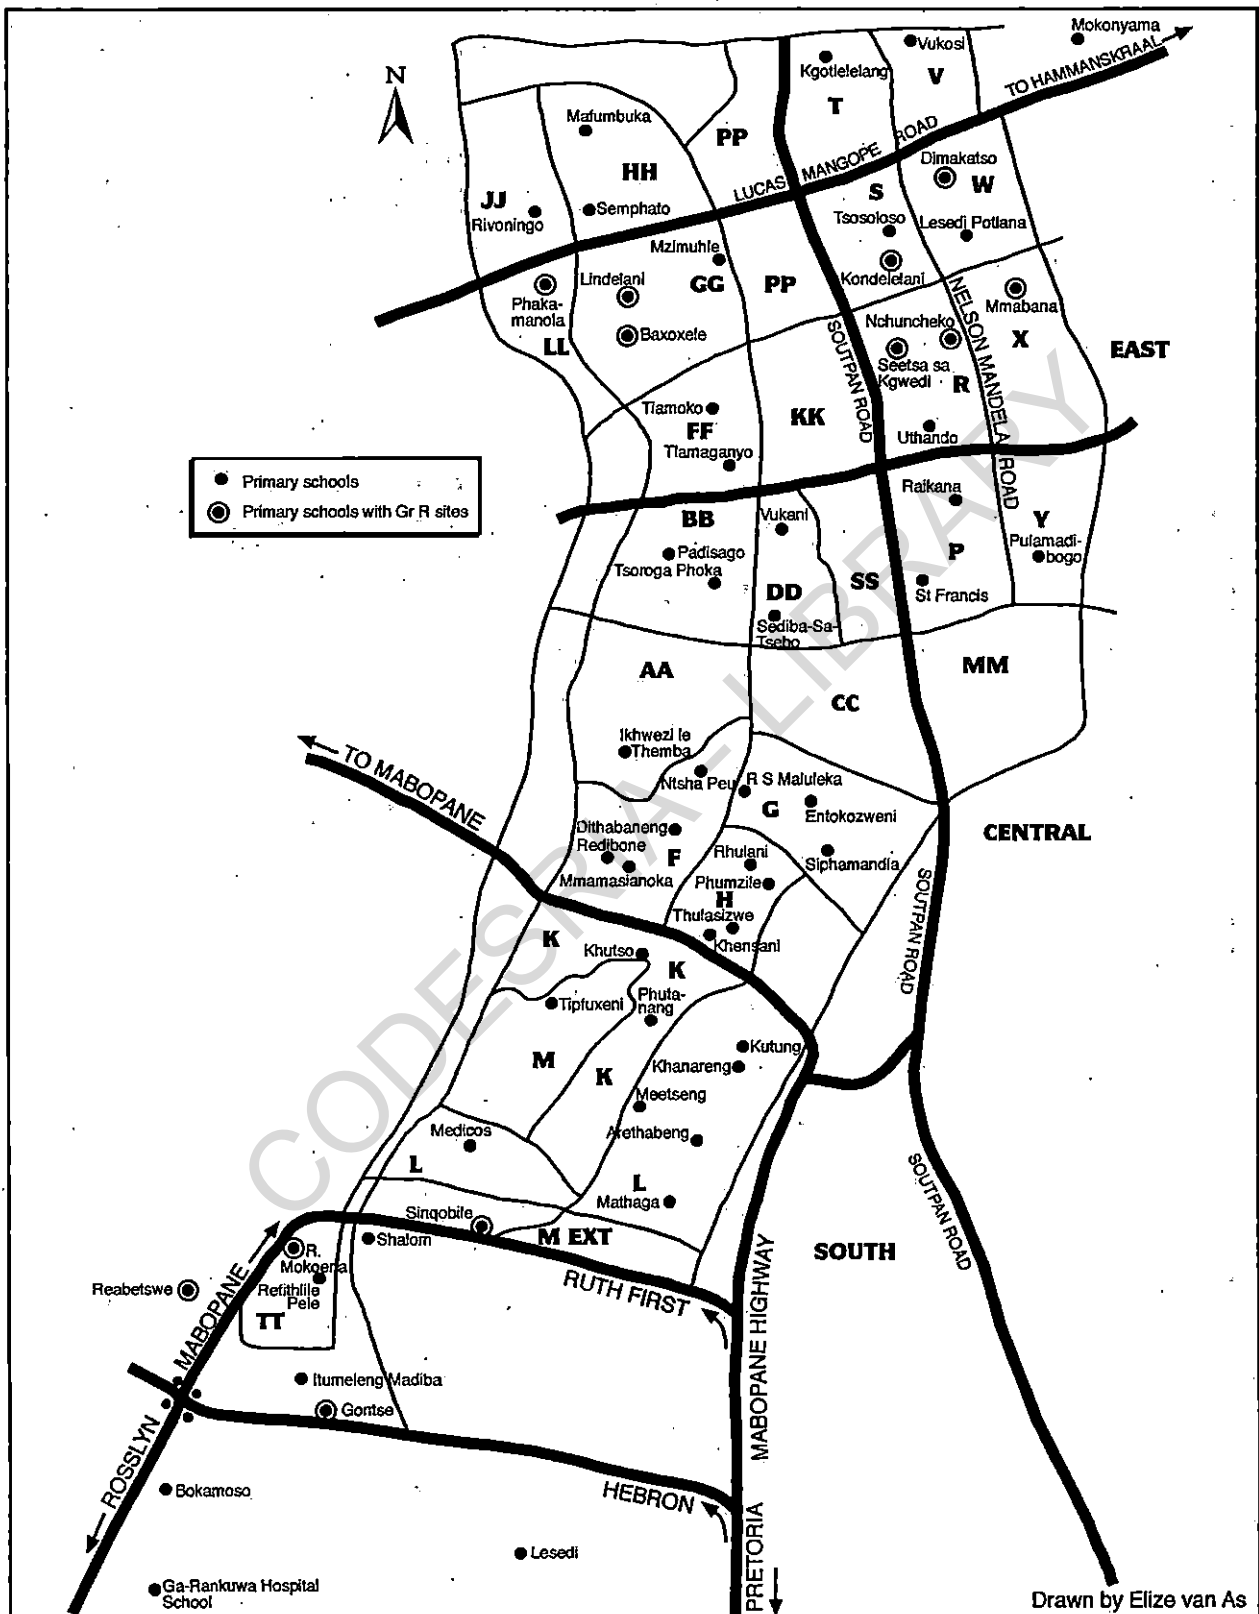 Mokonyama
Vukosi
Kgotlelelang
V
TO HAMMANSKRAAL
N
T
Mafumbuka
PP
LUCAS MANGOPE ROAD
Dimakatso
HH
S
W
JJ
Rivoningo
Semphato
Tsosoloso
Lesedi Potlana
Mzimuhle
Lindelani
GG
PP
Kondelelani
Phaka-
manola
Mmabana
Nchuncheko
NELSON MANDELA ROAD
LL
Baxoxele
SOUTPAN ROAD
X
EAST
Seetsa sa
Kgwedi
R
Tlamoko
KK
FF
Uthando
Tlamaganyo
Primary schools
Primary schools with Gr R sites
Raikana
BB
Vukani
Y
Padisago
P
Pulamadi-
bogo
Tsoroga Phoka
SS
DD
St Francis
Sediba-Sa-
Tsebo
AA
MM
CC
Ikhwezi le
Themba
TO MABOPANE
Ntsha Peu
R S Maluleka
G
Entokozweni
Dithabaneng
CENTRAL
Redibone
F
Rhulani
Siphamandla
Mmamasianoka
Phumzile
H
SOUTPAN ROAD
Thulasizwe
K
Khensani
Khutso
K
Tipfuxeni
Phuta-
nang
Kutung
M
K
Khanareng
Meetseng
Medicos
Arethabeng
L
L
Mathaga
SOUTPAN ROAD
Sinqobile
M EXT
SOUTH
R.
Mokoena
Shalom
Reabetswe
Refithlile
Pele
RUTH FIRST
TT
MABOPANE
MABOPANE HIGHWAY
Itumeleng Madiba
Gontse
ROSSLYN
HEBRON
Bokamoso
PRETORIA
Lesedi
Ga-Rankuwa Hospital
School
Drawn by Elize van As
CODESRIA - LIBRARY